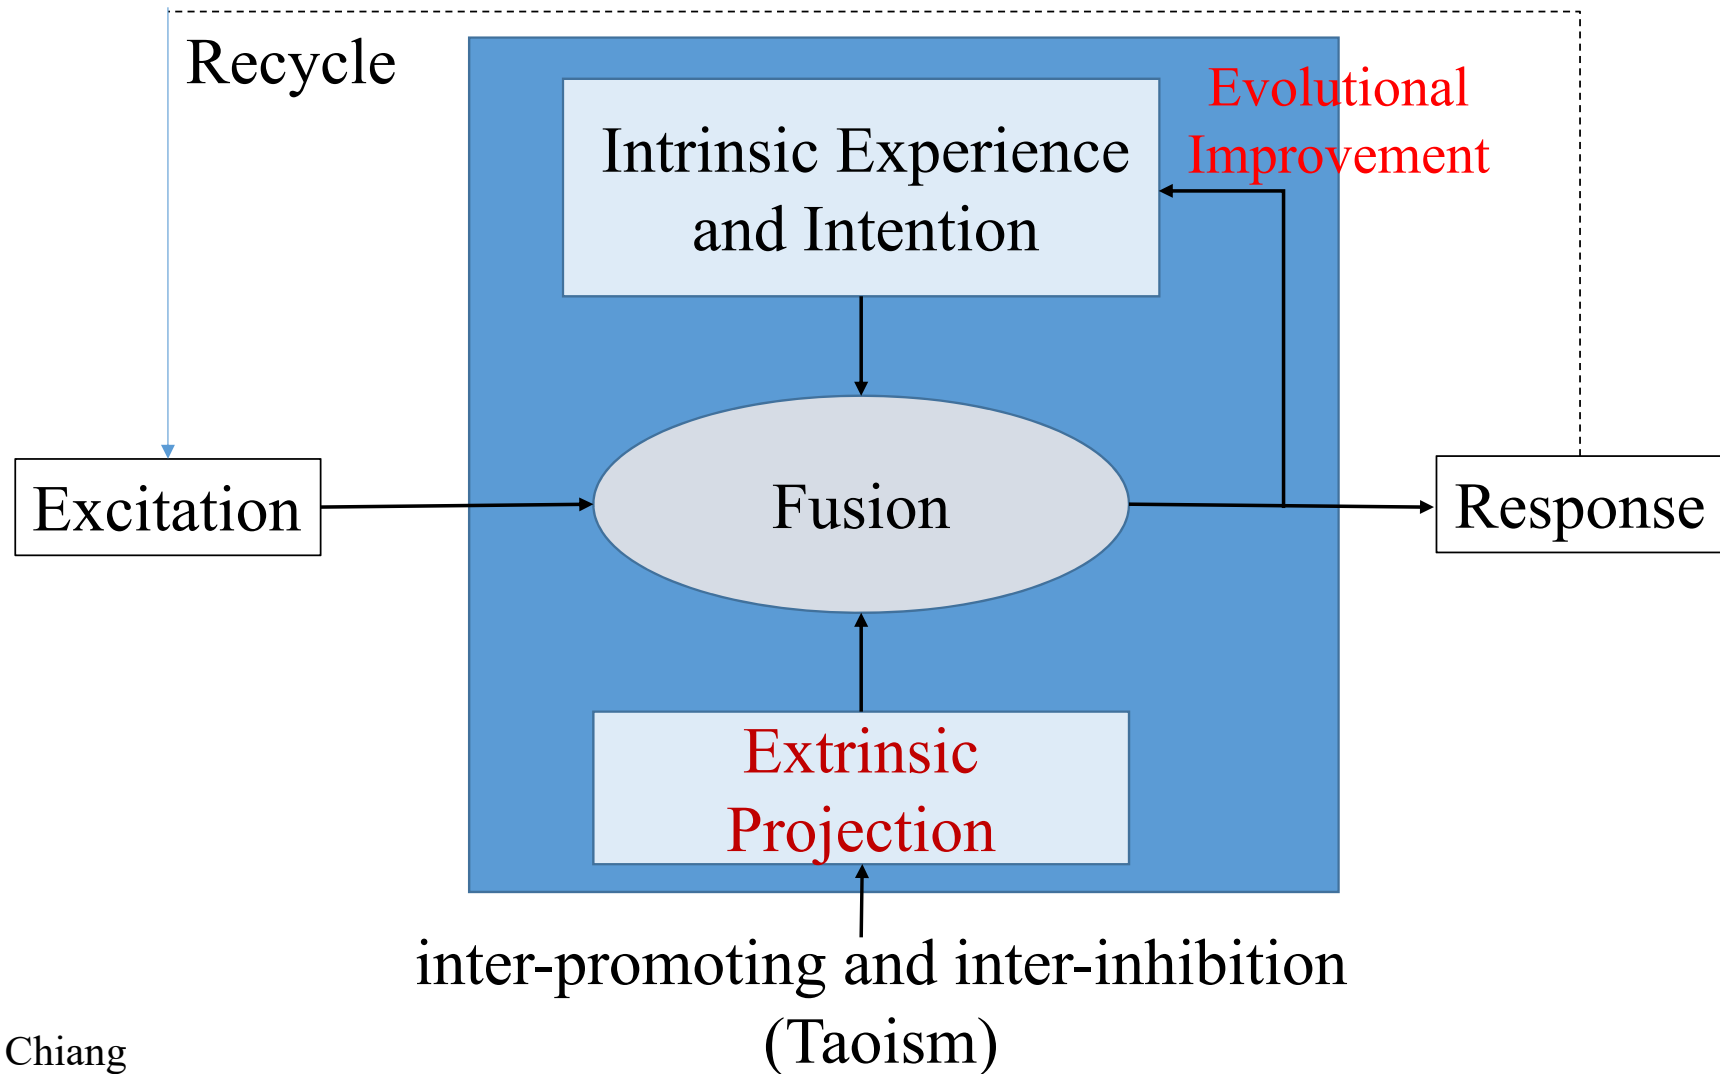 Recycle
Evolutional
Improvement
Intrinsic Experience
and Intention
Excitation
Fusion
Response
Extrinsic
Projection
inter-promoting and inter-inhibition
(Taoism)
Chiang